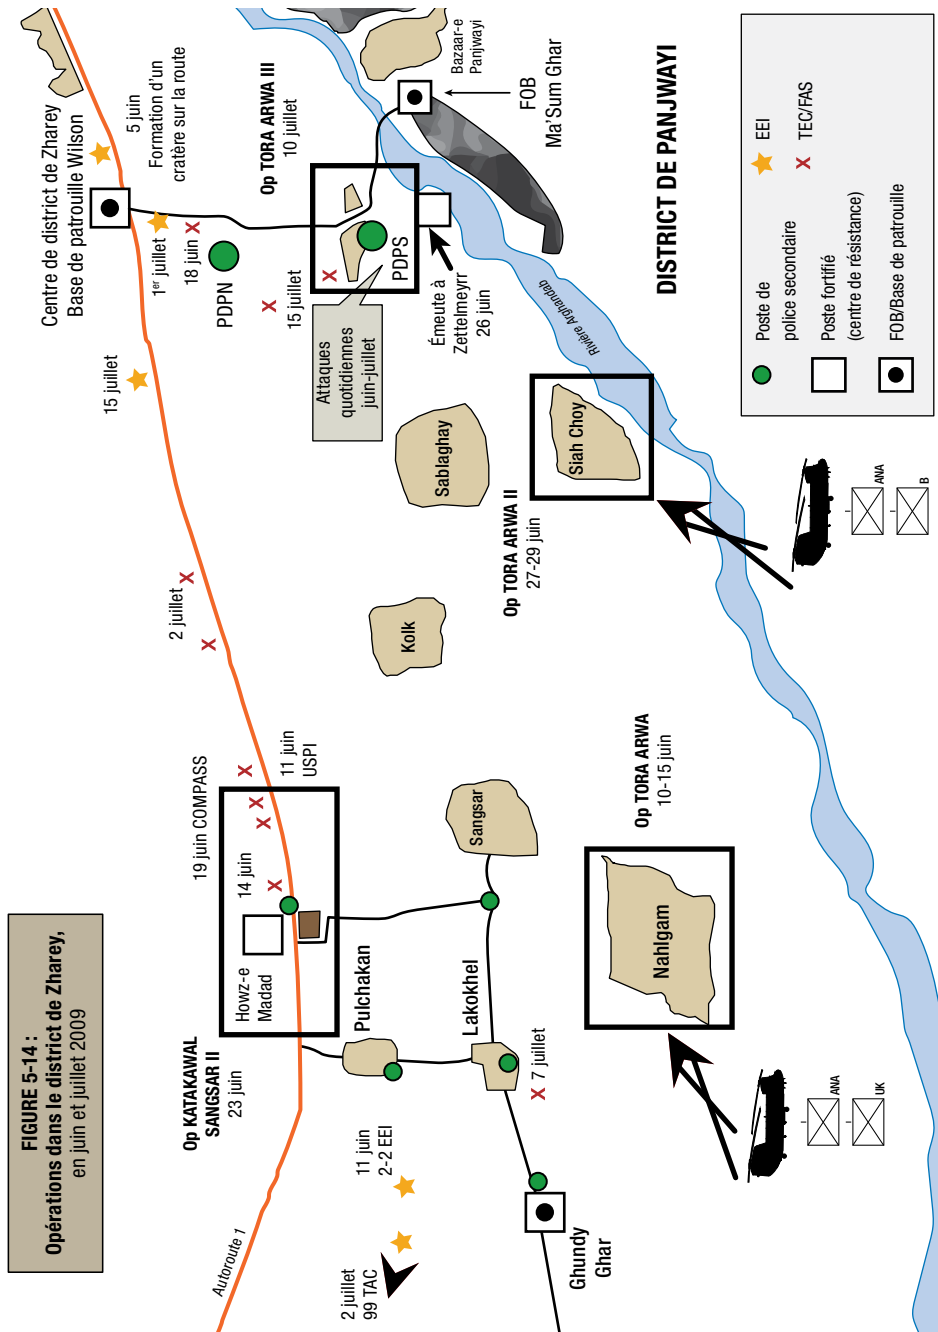 FIGURE 5-14 :
Opérations dans le district de Zharey,
en juin et juillet 2009
Autoroute 1
2 juillet
99 TAC
11 juin
2-2 EEI
Op KATAKAWAL
SANGSAR II
23 juin
Howz-e
Madad
14 juin
19 juin COMPASS
11 juin
USPI
Pulchakan
Lakokhel
7 juillet
Ghundy
Ghar
Sangsar
Nahlgam
Op TORA ARWA
10-15 juin
ANA
UK
2 juillet
Kolk
Sablaghay
Siah Choy
Op TORA ARWA II
27-29 juin
ANA
B
15 juillet
Centre de district de Zharey
Base de patrouille Wilson
5 juin
Formation d'un
cratère sur la route
1er juillet
18 juin
PDPN
15 juillet
Op TORA ARWA III
10 juillet
PDPS
Attaques
quotidiennes
juin-juillet
Émeute à
Zettelmeyrr
26 juin
Rivière Arghandab
Bazaar-e
Panjwayi
FOB
Ma'Sum Ghar
DISTRICT DE PANJWAYI
Poste de
police secondaire
Poste fortifié
(centre de résistance)
FOB/Base de patrouille
EEI
X TEC/FAS